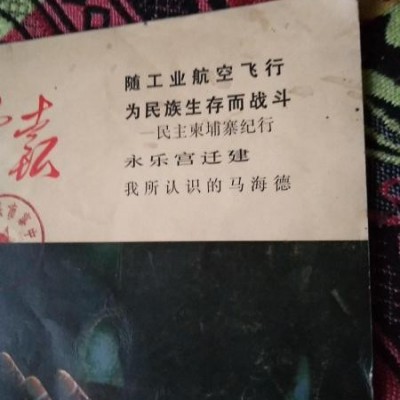 随工业航空飞行
为民族生存而战斗
—民主柬埔寨纪行
永乐宫迁建
我所认识的马海德